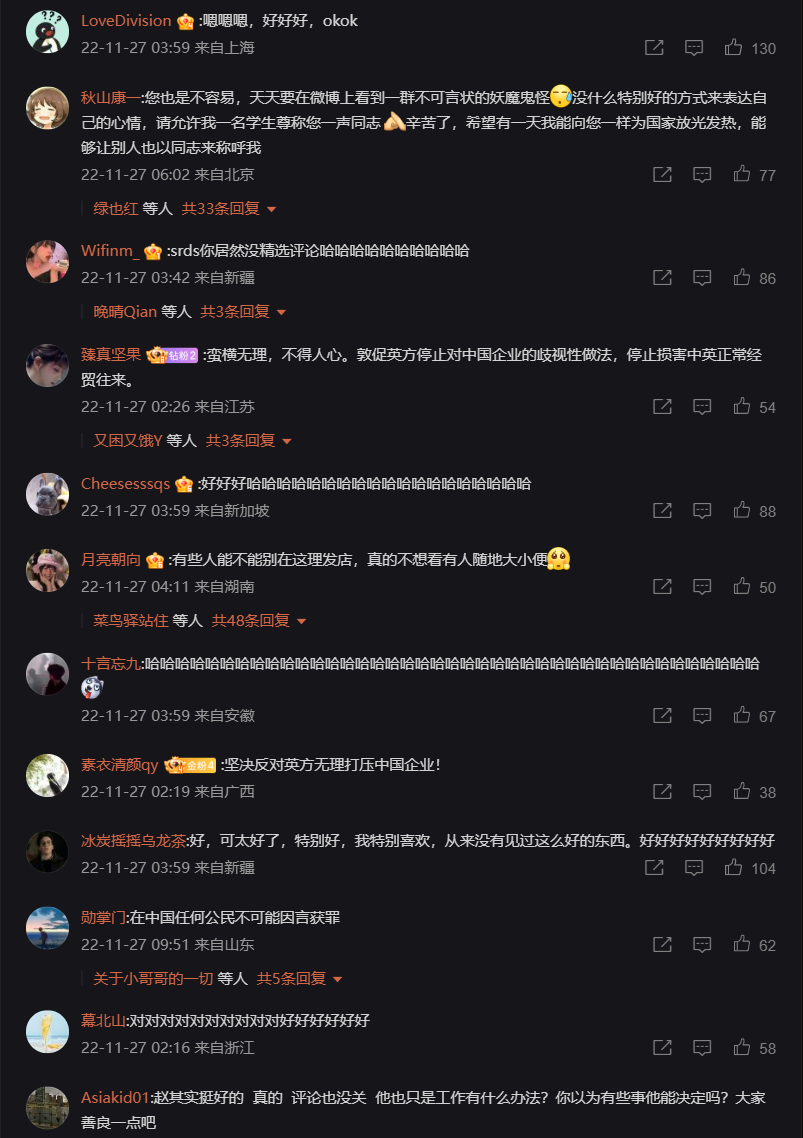 LoveDivision :嗯嗯嗯，好好好，okok
22-11-27 03:59 来自上海
130
秋山康一:您也是不容易，天天要在微博上看到一群不可言状的妖魔鬼怪没什么特别好的方式来表达自
己的心情，请允许我一名学生尊称您一声同志辛苦了，希望有一天我能向您一样为国家放光发热，能
够让别人也以同志来称呼我
22-11-27 06:02 来自北京
77
绿也红 等人 共33条回复
Wifinm_ :srds你居然没精选评论哈哈哈哈哈哈哈哈哈哈
22-11-27 03:42 来自新疆
86
晚晴Qian 等人 共3条回复
臻真坚果 钻粉2 :蛮横无理，不得人心。敦促英方停止对中国企业的歧视性做法，停止损害中英正常经
贸往来。
22-11-27 02:26 来自江苏
54
又困又饿Y 等人 共3条回复
Cheesesssqs :好好好哈哈哈哈哈哈哈哈哈哈哈哈哈哈哈哈哈哈哈
22-11-27 03:59 来自新加坡
88
月亮朝向 :有些人能不能别在这理发店，真的不想看有人随地大小便
22-11-27 04:11 来自湖南
50
菜鸟驿站住 等人 共48条回复
十言忘九:哈哈哈哈哈哈哈哈哈哈哈哈哈哈哈哈哈哈哈哈哈哈哈哈哈哈哈哈哈哈哈哈哈哈哈哈哈哈哈哈哈
22-11-27 03:59 来自安徽
67
素衣清颜qy 金粉4 :坚决反对英方无理打压中国企业！
22-11-27 02:19 来自广西
38
冰炭摇摇乌龙茶:好，可太好了，特别好，我特别喜欢，从来没有见过这么好的东西。好好好好好好好好好
22-11-27 03:59 来自新疆
104
勋掌门:在中国任何公民不可能因言获罪
22-11-27 09:51 来自山东
62
关于小哥哥的一切 等人 共5条回复
幕北山:对对对对对对对对对对好好好好好好
22-11-27 02:16 来自浙江
58
Asiakid01:赵其实挺好的 真的 评论也没关 他也只是工作有什么办法？你以为有些事他能决定吗？大家
善良一点吧